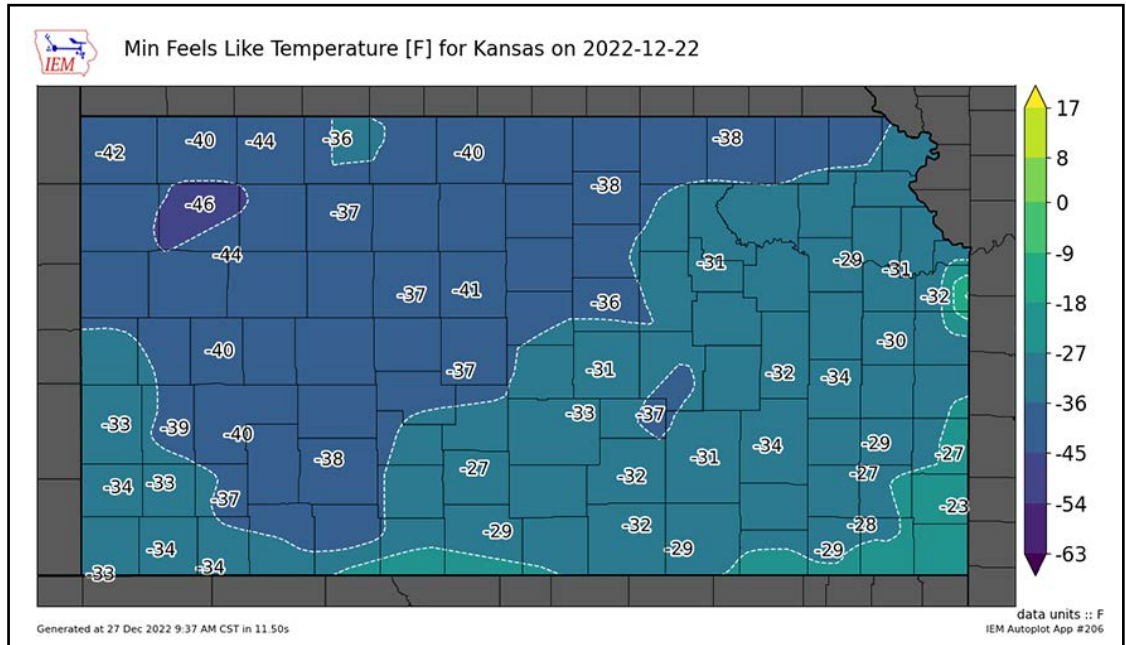 IEM
Min Feels Like Temperature [F] for Kansas on 2022-12-22
-42 -40 -44 -36 -40 -38
-46 -37 -38
-44 -31 -29 -31
-37 -41 -36 -32
-40 -37 -31 -32 -34 -30
-33 -39 -40 -33 -37
-38 -27 -32 -31 -34 -29 -27
-34 -33 -37 -27 -23
-34 -29 -32 -29 -29 -28
-33 -34
17
8
0
-9
-18
-27
-36
-45
-54
-63
data units :: F
Generated at 27 Dec 2022 9:37 AM CST in 11.50s
IEM Autoplot App #206